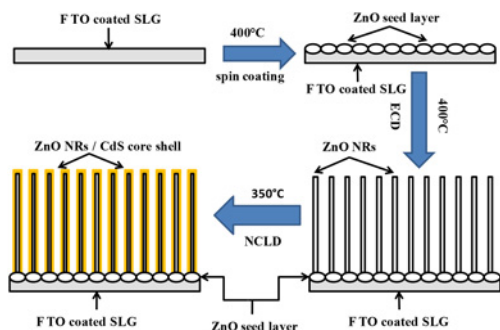 F TO coated SLG
400°C
spin coating
ZnO seed layer
F TO coated SLG
400°C
ECD
ZnO NRs / CdS core shell
ZnO NRs
350°C
NCLD
F TO coated SLG
ZnO seed layer
F TO coated SLG